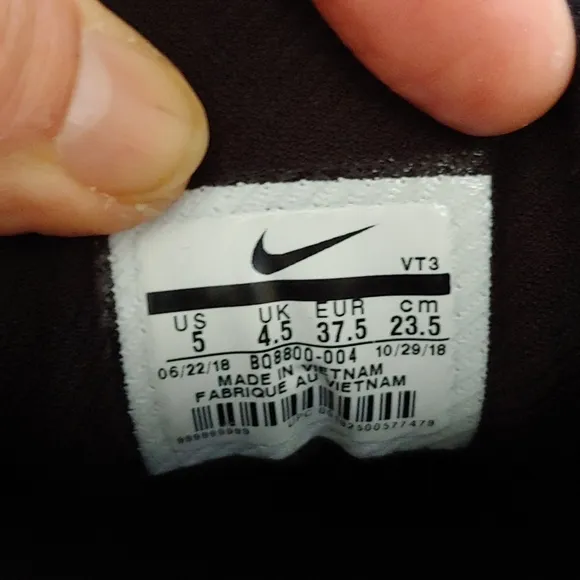 VT3
US UK EUR cm
5 4.5 37.5 23.5
06/22/18 BQ8800-004 10/29/18
MADE IN VIETNAM
FABRIQUE AU VIETNAM